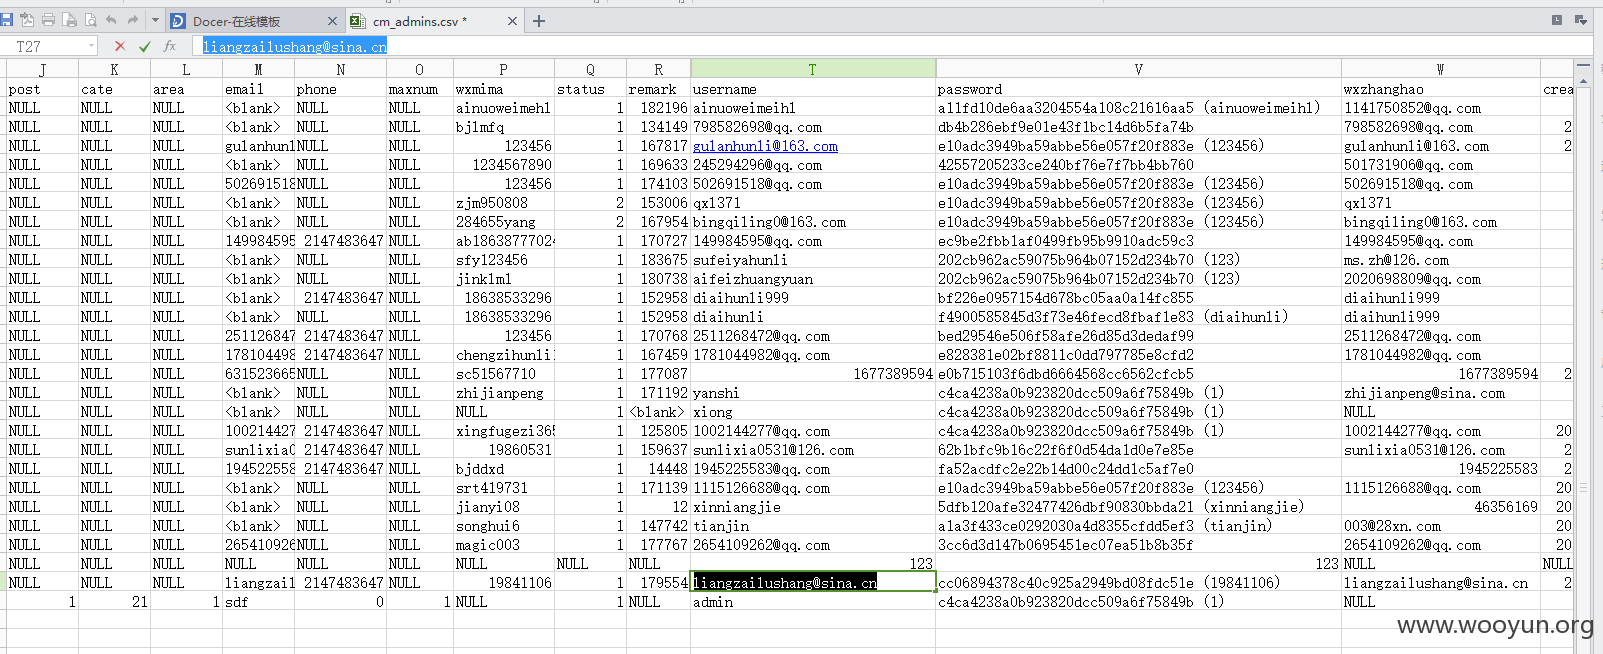 Docer-在线模板
cm_admins.csv *
T27 fx liangzailushang@sina.cn
J K L M N O P Q R T V W
post cate area email phone maxnum wxmima status remark username password wxzhanghao crea
NULL NULL NULL <blank> NULL NULL ainuoweimehl 1 182196 ainuoweimeihl a11fd10de6aa3204554a108c21616aa5 (ainuoweimeihl) 1141750852@qq.com
NULL NULL NULL <blank> NULL NULL bjlmfq 1 134149 798582698@qq.com db4b286ebf9e01e43f1bc14d6b5fa74b 798582698@qq.com 2
NULL NULL NULL gulanhunl NULL NULL 123456 1 167817 gulanhunli@163.com e10adc3949ba59abbe56e057f20f883e (123456) gulanhunli@163.com 2
NULL NULL NULL <blank> NULL NULL 1234567890 1 169633 245294296@qq.com 42557205233ce240bf76e7f7bb4bb760 501731906@qq.com
NULL NULL NULL 502691518 NULL NULL 123456 1 174103 502691518@qq.com e10adc3949ba59abbe56e057f20f883e (123456) 502691518@qq.com
NULL NULL NULL <blank> NULL NULL zjm950808 2 153006 qx1371 e10adc3949ba59abbe56e057f20f883e (123456) qx1371
NULL NULL NULL <blank> NULL NULL 284655yang 2 167954 bingqiling0@163.com e10adc3949ba59abbe56e057f20f883e (123456) bingqiling0@163.com
NULL NULL NULL 149984595 2147483647 NULL ab18638777024 1 170727 149984595@qq.com ec9be2fbb1af0499fb95b9910adc59c3 149984595@qq.com
NULL NULL NULL <blank> NULL NULL sfy123456 1 183675 sufeiyahunli 202cb962ac59075b964b07152d234b70 (123) ms.zh@126.com
NULL NULL NULL <blank> NULL NULL jinklml 1 180738 aifeizhuangyuan 202cb962ac59075b964b07152d234b70 (123) 2020698809@qq.com
NULL NULL NULL <blank> 2147483647 NULL 18638533296 1 152958 diaihunli999 bf226e0957154d678bc05aa0a14fc855 diaihunli999
NULL NULL NULL <blank> NULL NULL 18638533296 1 152958 diaihunli f4900585845d3f73e46fecd8fbaf1e83 (diaihunli) diaihunli999
NULL NULL NULL 251126847 2147483647 NULL 123456 1 170768 2511268472@qq.com bed29546e506f58afe26d85d3dedaf99 2511268472@qq.com
NULL NULL NULL 178104498 2147483647 NULL chengzihunli 1 167459 1781044982@qq.com e828381e02bf8811c0dd797785e8cfd2 1781044982@qq.com
NULL NULL NULL 631523665 NULL NULL sc51567710 1 177087 1677389594 e0b715103f6dbd6664568cc6562cfcb5 1677389594 2
NULL NULL NULL <blank> NULL NULL zhijianpeng 1 171192 yanshi c4ca4238a0b923820dcc509a6f75849b (1) zhijianpeng@sina.com
NULL NULL NULL <blank> NULL NULL NULL 1 <blank> xiong c4ca4238a0b923820dcc509a6f75849b (1) NULL
NULL NULL NULL 100214427 2147483647 NULL xingfugezi365 1 125805 1002144277@qq.com c4ca4238a0b923820dcc509a6f75849b (1) 1002144277@qq.com 20
NULL NULL NULL sunlixia0 2147483647 NULL 19860531 1 159637 sunlixia0531@126.com 62b1bfc9b16c22f6f0d54da1d0e7e85e sunlixia0531@126.com 2
NULL NULL NULL 194522558 2147483647 NULL bjddxd 1 14448 1945225583@qq.com fa52acdfc2e22b14d00c24dd1c5af7e0 1945225583 2
NULL NULL NULL <blank> NULL NULL srt419731 1 171139 1115126688@qq.com e10adc3949ba59abbe56e057f20f883e (123456) 1115126688@qq.com 20
NULL NULL NULL <blank> NULL NULL jianyi08 1 12 xinniangjie 5dfb120afe32477426dbf90830bbda21 (xinniangjie) 46356169 20
NULL NULL NULL <blank> NULL NULL songhui6 1 147742 tianjin a1a3f433ce0292030a4d8355cfdd5ef3 (tianjin) 003@28xn.com 20
NULL NULL NULL 265410926 NULL NULL magic003 1 177767 2654109262@qq.com 3cc6d3d147b0695451ec07ea51b8b35f 2654109262@qq.com 20
NULL NULL NULL NULL NULL NULL NULL NULL NULL 123 123 NULL NULL
NULL NULL NULL liangzail 2147483647 NULL 19841106 1 179554 liangzailushang@sina.cn cc06894378c40c925a2949bd08fdc51e (19841106) liangzailushang@sina.cn 2
1 21 1 sdf 0 1 NULL 1 NULL admin c4ca4238a0b923820dcc509a6f75849b (1) NULL
www.wooyun.org